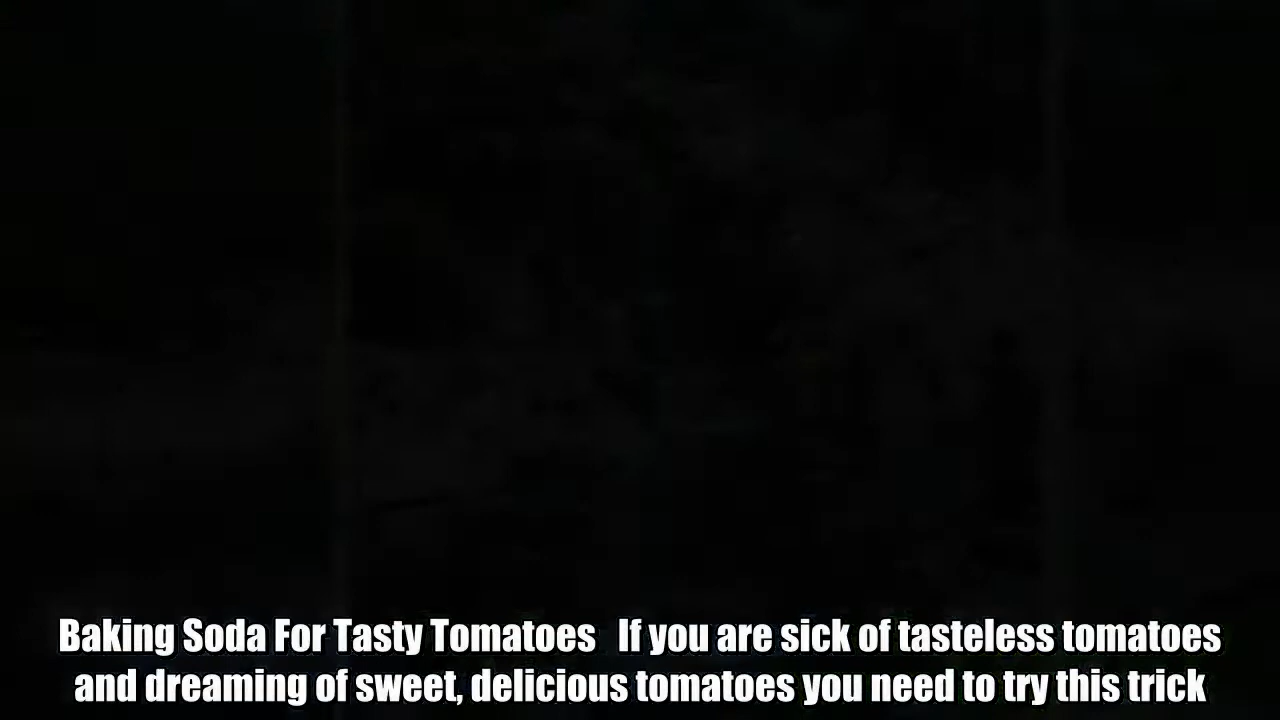 Baking Soda For Tasty Tomatoes   If you are sick of tasteless tomatoes
and dreaming of sweet, delicious tomatoes you need to try this trick